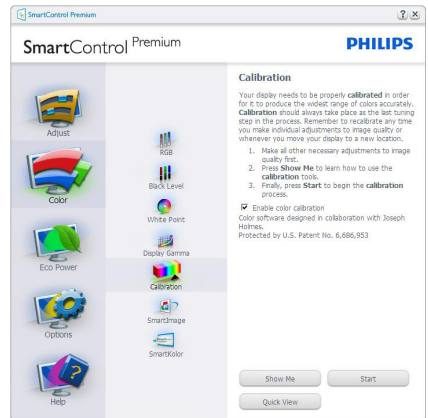 SmartControl Premium
SmartControl Premium
PHILIPS
Adjust
Color
Eco Power
Options
Help
RGB
Black Level
White Point
Display Gamma
Calibration
SmartImage
SmartKolor
Calibration
Your display needs to be properly calibrated in order
for it to produce the widest range of colors accurately.
Calibration should always take place as the last tuning
step in the process. Remember to recalibrate any time
you make individual adjustments to image quality or
whenever you move your display to a new location.
1. Make all other necessary adjustments to image
quality first.
2. Press Show Me to learn how to use the
calibration tools.
3. Finally, press Start to begin the calibration
process.
Enable color calibration
Color software designed in collaboration with Joseph
Holmes.
Protected by U.S. Patent No. 6,686,953
Show Me
Start
Quick View